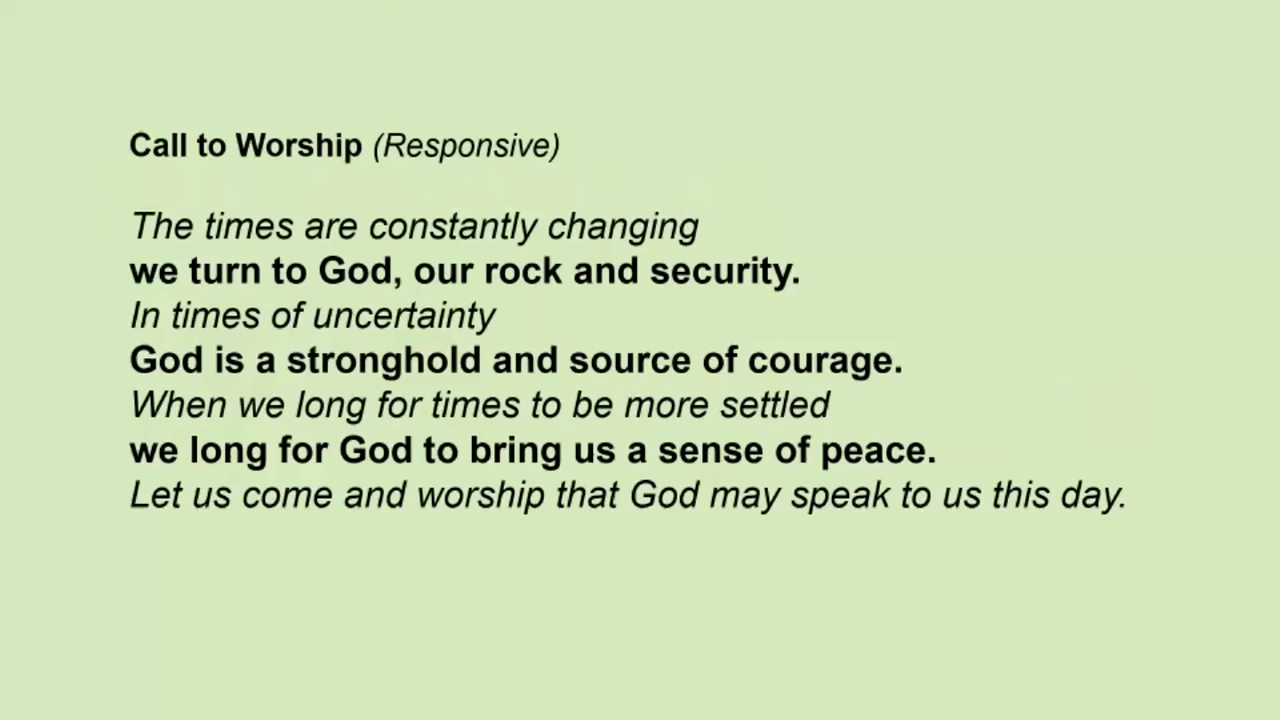 Call to Worship (Responsive)
The times are constantly changing
we turn to God, our rock and security.
In times of uncertainty
God is a stronghold and source of courage.
When we long for times to be more settled
we long for God to bring us a sense of peace.
Let us come and worship that God may speak to us this day.